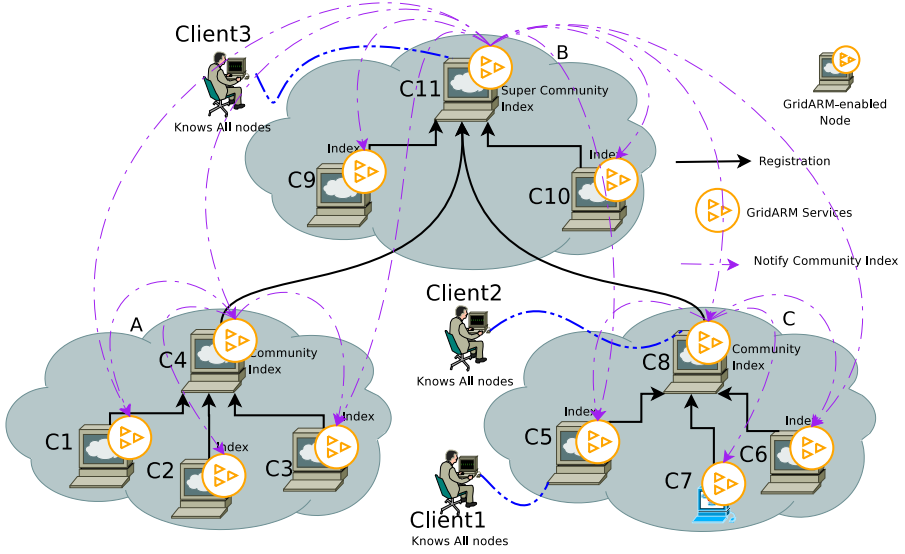 Client3
Knows All nodes
B
C11
Super Community
Index
GridARM-enabled
Node
Index
C9
Index
C10
Registration
GridARM Services
Notify Community Index
A
C4
Community
Index
C1
Index
C2
Index
C3
Client2
Knows All nodes
C
C8
Community
Index
Index
C5
C7
Index
C6
Client1
Knows All nodes